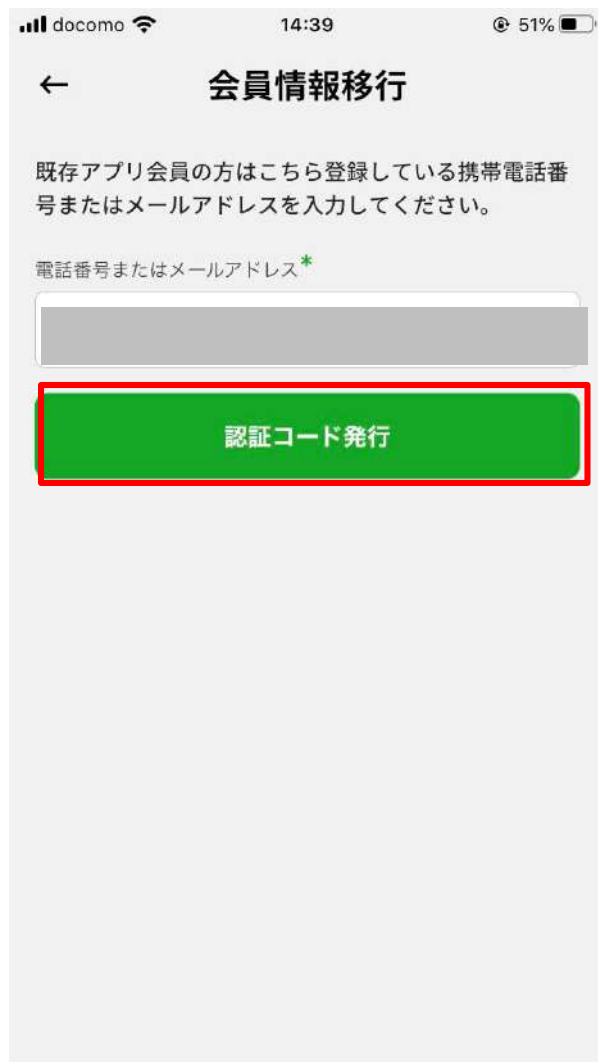 docomo 14:39 51%
← 会員情報移行
既存アプリ会員の方はこちら登録している携帯電話番
号またはメールアドレスを入力してください。
電話番号またはメールアドレス*
認証コード発行